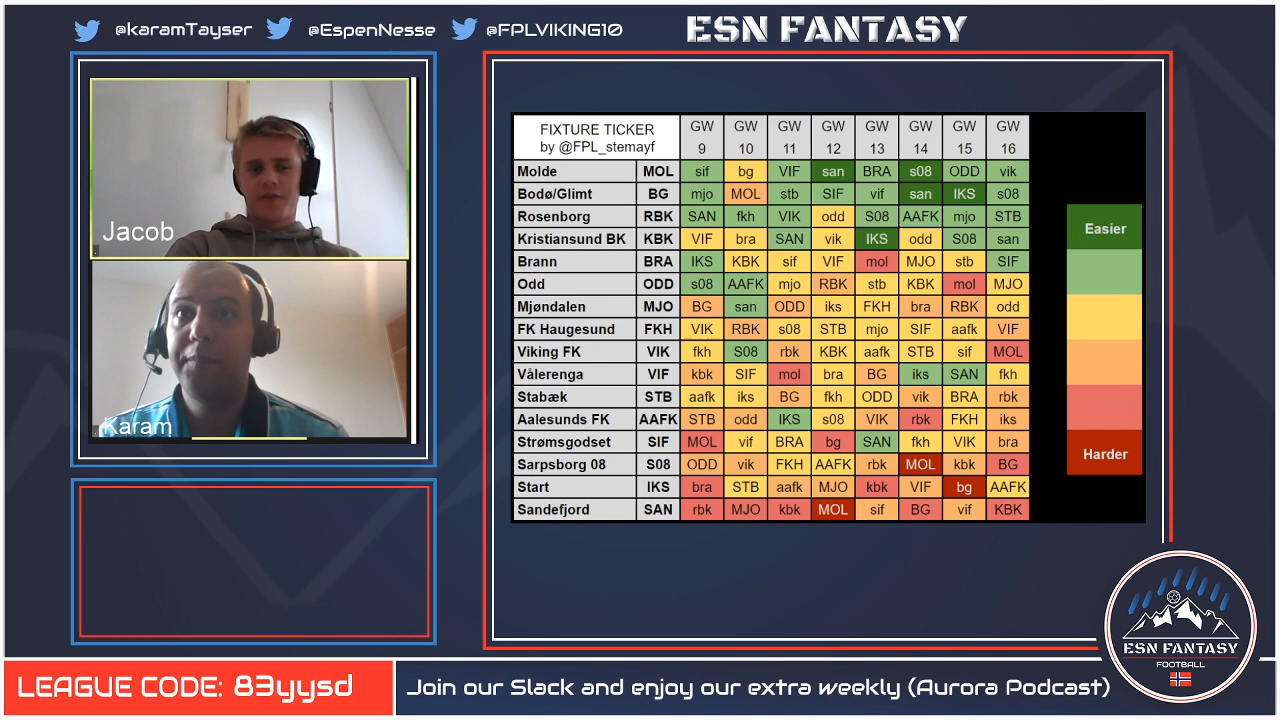 @karamTayser @EspenNesse @FPLVIKING10 ESN FANTASY
Jacob
Karam
FIXTURE TICKER
by @FPL_stemayf
GW GW GW GW GW GW GW GW
9 10 11 12 13 14 15 16
Molde MOL sif bg VIF san BRA s08 ODD vik
Bodø/Glimt BG mjo MOL stb SIF vif san IKS s08
Rosenborg RBK SAN fkh VIK odd S08 AAFK mjo STB
Kristiansund BK KBK VIF bra SAN vik IKS odd S08 san
Brann BRA IKS KBK sif VIF mol MJO stb SIF
Odd ODD s08 AAFK mjo RBK stb KBK mol MJO
Mjøndalen MJO BG san ODD iks FKH bra RBK odd
FK Haugesund FKH VIK RBK s08 STB mjo SIF aafk VIF
Viking FK VIK fkh S08 rbk KBK aafk STB sif MOL
Vålerenga VIF kbk SIF mol bra BG iks SAN fkh
Stabæk STB aafk iks BG fkh ODD vik BRA rbk
Aalesunds FK AAFK STB odd IKS s08 VIK rbk FKH iks
Strømsgodset SIF MOL vif BRA bg SAN fkh VIK bra
Sarpsborg 08 S08 ODD vik FKH AAFK rbk MOL kbk BG
Start IKS bra STB aafk MJO kbk VIF bg AAFK
Sandefjord SAN rbk MJO kbk MOL sif BG vif KBK
Easier
Harder
ESN FANTASY
FOOTBALL
LEAGUE CODE: 83yysd
Join our Slack and enjoy our extra weekly (Aurora Podcast)